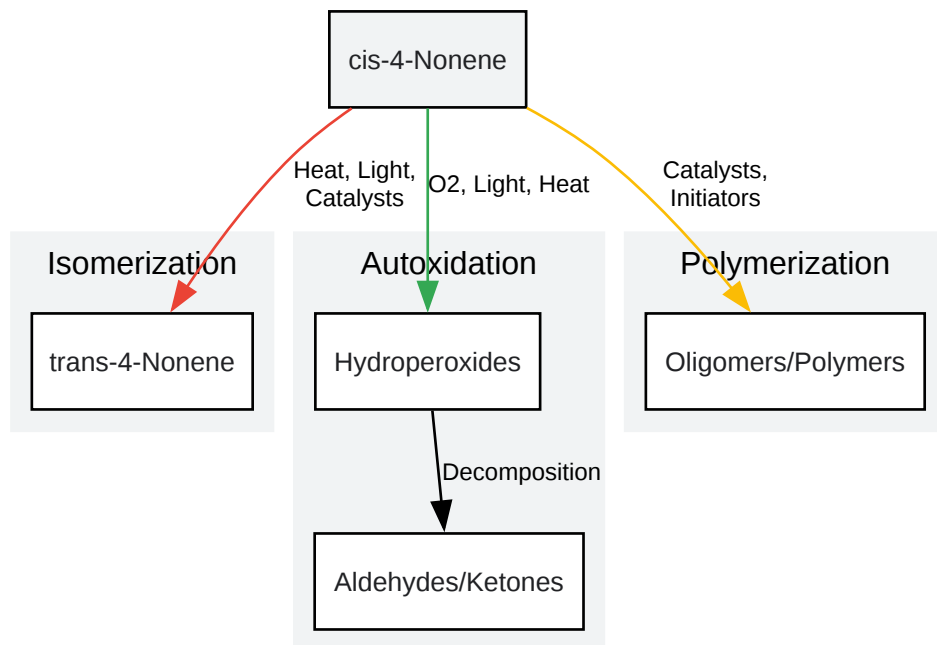 cis-4-Nonene
Heat, Light,
Catalysts
O2, Light, Heat
Catalysts,
Initiators
Isomerization
Autoxidation
Polymerization
trans-4-Nonene
Hydroperoxides
Oligomers/Polymers
Decomposition
Aldehydes/Ketones